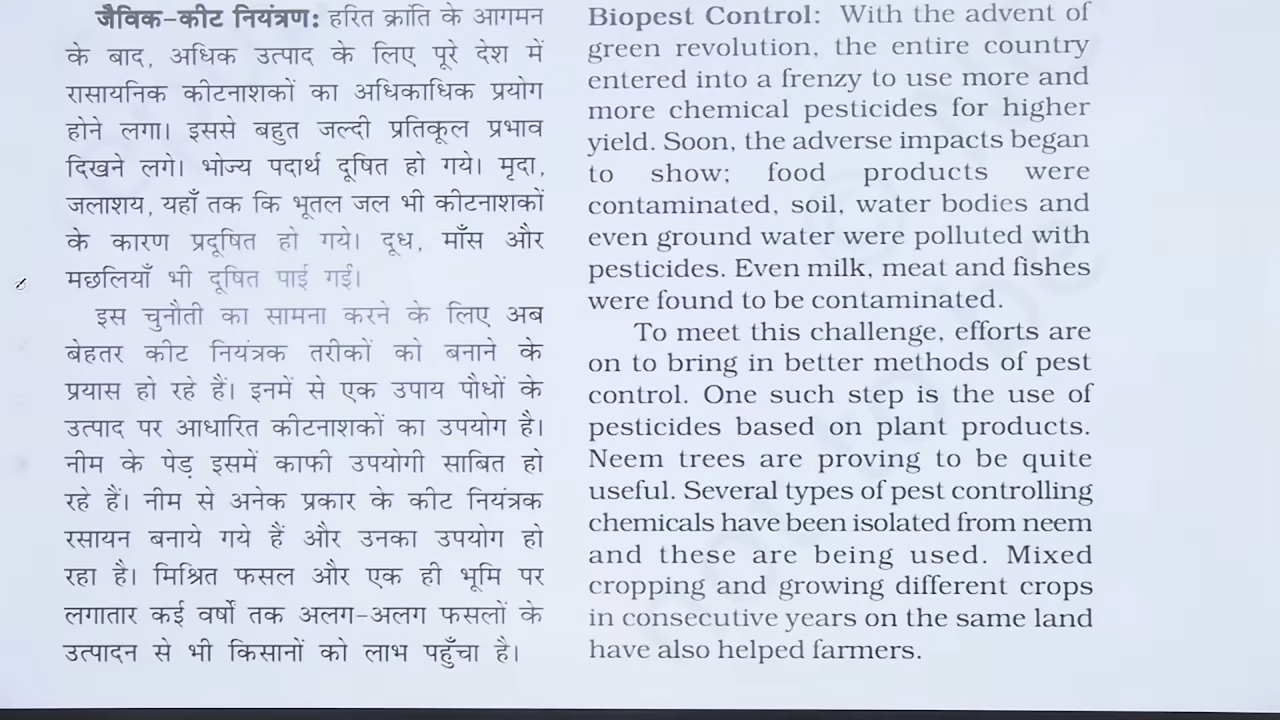 जैविक-कीट नियंत्रण: हरित क्रांति के आगमन
के बाद, अधिक उत्पाद के लिए पूरे देश में
रासायनिक कीटनाशकों का अधिकाधिक प्रयोग
होने लगा। इससे बहुत जल्दी प्रतिकूल प्रभाव
दिखने लगे। भोज्य पदार्थ दूषित हो गये। मृदा,
जलाशय, यहाँ तक कि भूतल जल भी कीटनाशकों
के कारण प्रदूषित हो गये। दूध, माँस और
मछलियाँ भी दूषित पाई गई।
इस चुनौती का सामना करने के लिए अब
बेहतर कीट नियंत्रक तरीकों को बनाने के
प्रयास हो रहे हैं। इनमें से एक उपाय पौधों के
उत्पाद पर आधारित कीटनाशकों का उपयोग है।
नीम के पेड़ इसमें काफी उपयोगी साबित हो
रहे हैं। नीम से अनेक प्रकार के कीट नियंत्रक
रसायन बनाये गये हैं और उनका उपयोग हो
रहा है। मिश्रित फसल और एक ही भूमि पर
लगातार कई वर्षों तक अलग-अलग फसलों के
उत्पादन से भी किसानों को लाभ पहुँचा है।
Biopest Control: With the advent of
green revolution, the entire country
entered into a frenzy to use more and
more chemical pesticides for higher
yield. Soon, the adverse impacts began
to show; food products were
contaminated, soil, water bodies and
even ground water were polluted with
pesticides. Even milk, meat and fishes
were found to be contaminated.
To meet this challenge, efforts are
on to bring in better methods of pest
control. One such step is the use of
pesticides based on plant products.
Neem trees are proving to be quite
useful. Several types of pest controlling
chemicals have been isolated from neem
and these are being used. Mixed
cropping and growing different crops
in consecutive years on the same land
have also helped farmers.